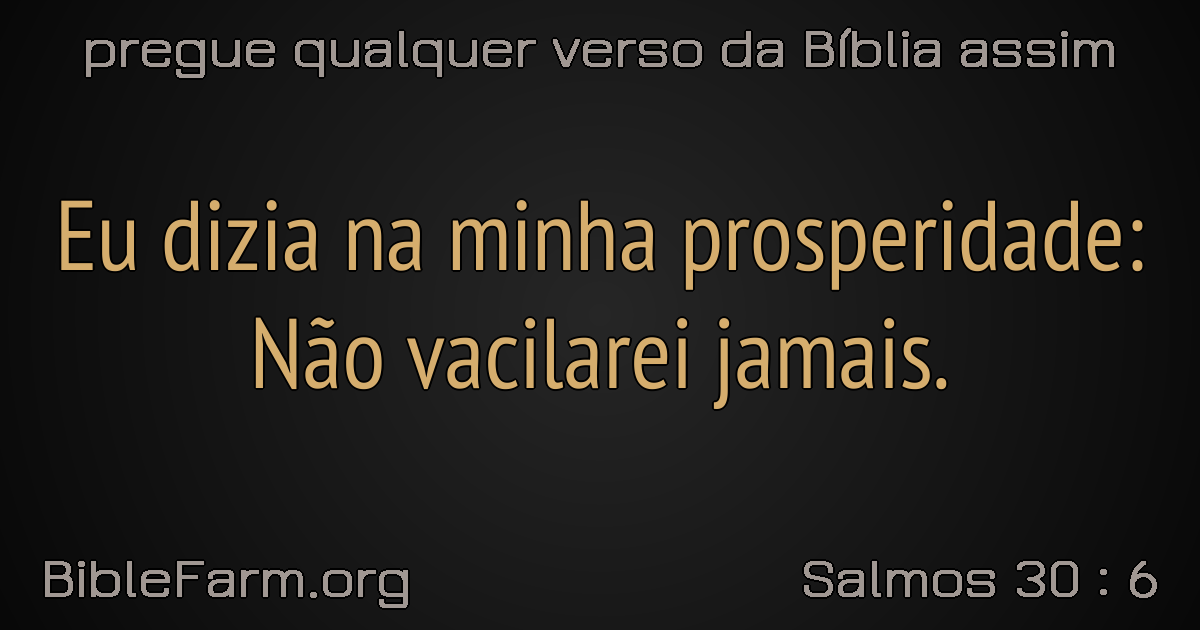 pregue qualquer verso da Bíblia assim
Eu dizia na minha prosperidade:
Não vacilarei jamais.
BibleFarm.org
Salmos 30 : 6